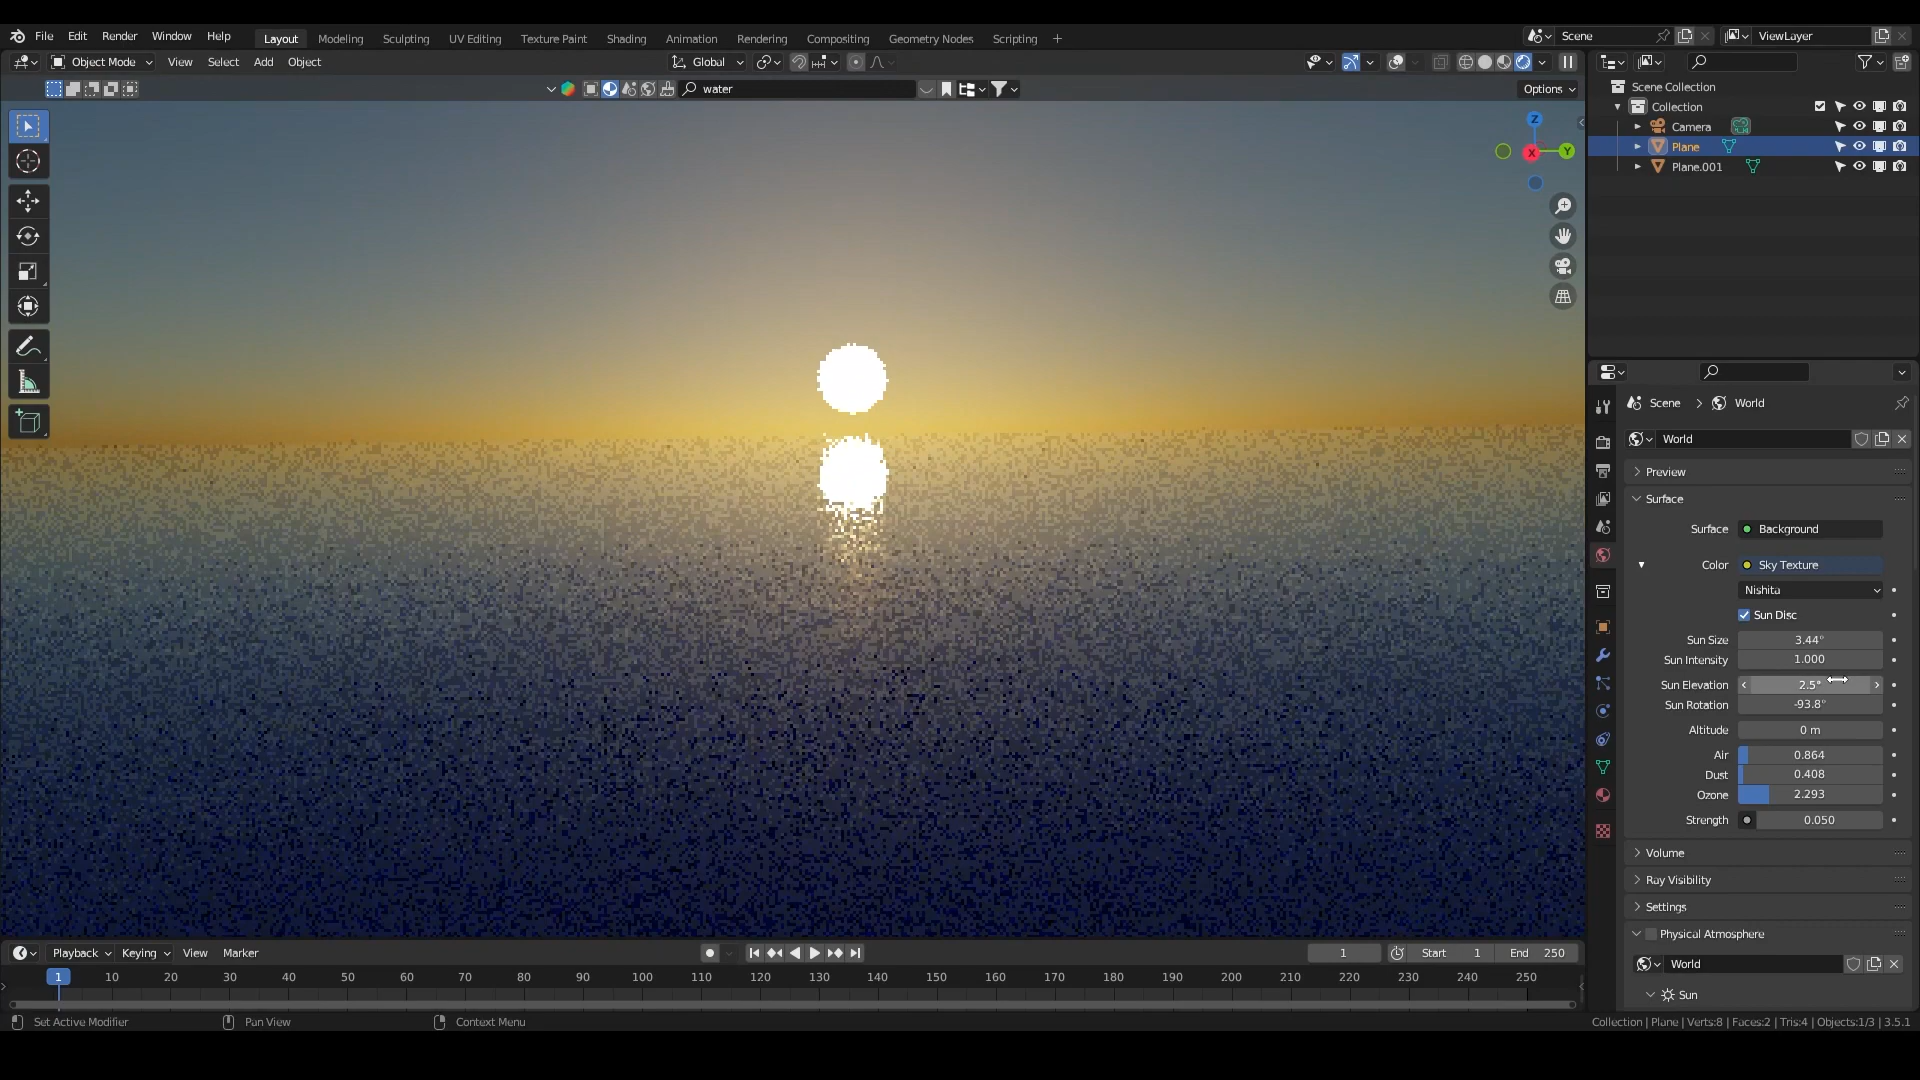 File Edit Render Window Help Layout Modeling Sculpting UV Editing Texture Paint Shading Animation Rendering Compositing Geometry Nodes Scripting + Scene ViewLayer
Object Mode View Select Add Object Global
water Options
Z
X Y
Scene Collection
Collection
Camera
Plane
Plane.001
Scene > World
World
Preview
Surface
Surface Background
Color Sky Texture
Nishita
Sun Disc
Sun Size 3.44°
Sun Intensity 1.000
Sun Elevation 2.5°
Sun Rotation -93.8°
Altitude 0 m
Air 0.864
Dust 0.408
Ozone 2.293
Strength 0.050
Volume
Ray Visibility
Settings
Physical Atmosphere
World
Sun
Playback Keying View Marker 1 Start 1 End 250
1 10 20 30 40 50 60 70 80 90 100 110 120 130 140 150 160 170 180 190 200 210 220 230 240 250
Set Active Modifier Pan View Context Menu Collection | Plane | Verts:8 | Faces:2 | Tris:4 | Objects:1/3 | 3.5.1